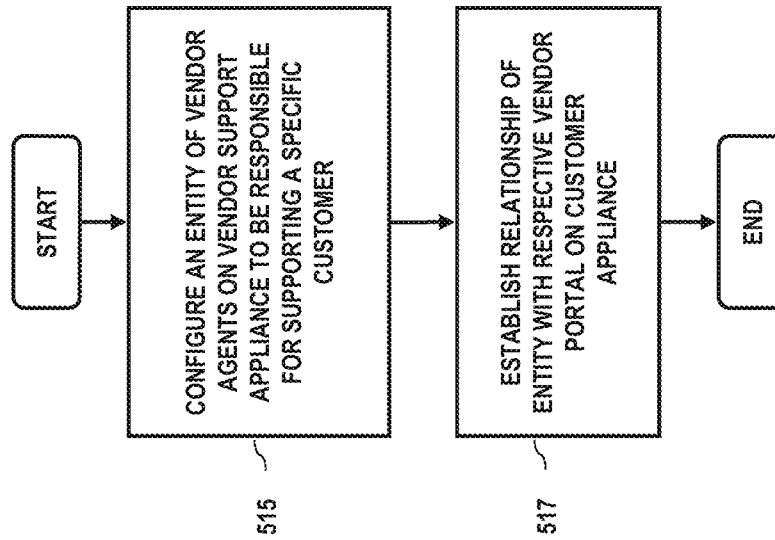 START
CONFIGURE AN ENTITY OF VENDOR
AGENTS ON VENDOR SUPPORT
APPLIANCE TO BE RESPONSIBLE
FOR SUPPORTING A SPECIFIC
CUSTOMER
515
ESTABLISH RELATIONSHIP OF
ENTITY WITH RESPECTIVE VENDOR
PORTAL ON CUSTOMER
APPLIANCE
517
END